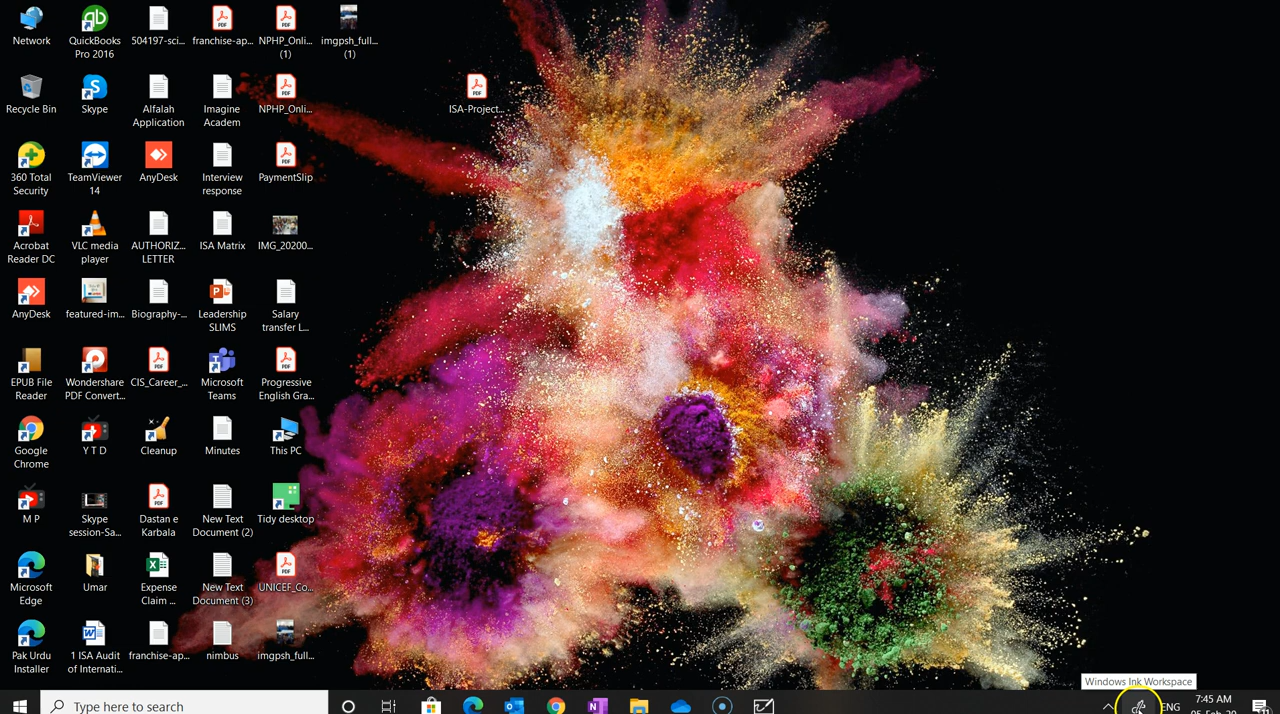 Network
QuickBooks
Pro 2016
504197-sci...
franchise-ap...
NPHP_Onli...
(1)
imgpsh_full...
(1)
Recycle Bin
Skype
Alfalah
Application
Imagine
Academ
NPHP_Onli...
ISA-Project...
360 Total
Security
TeamViewer
14
AnyDesk
Interview
response
PaymentSlip
Acrobat
Reader DC
VLC media
player
AUTHORIZ...
LETTER
ISA Matrix
IMG_20200...
AnyDesk
featured-im...
Biography-...
Leadership
SLIMS
Salary
transfer L...
EPUB File
Reader
Wondershare
PDF Convert...
CIS_Career_...
Microsoft
Teams
Progressive
English Gra...
Google
Chrome
Y T D
Cleanup
Minutes
This PC
M P
Skype
session-Sa...
Dastan e
Karbala
New Text
Document (2)
Tidy desktop
Microsoft
Edge
Umar
Expense
Claim ...
New Text
Document (3)
UNICEF_Co...
Pak Urdu
Installer
1 ISA Audit
of Internati...
franchise-ap...
nimbus
imgpsh_full...
Windows Ink Workspace
Type here to search
ENG
7:45 AM
05-Feb-20